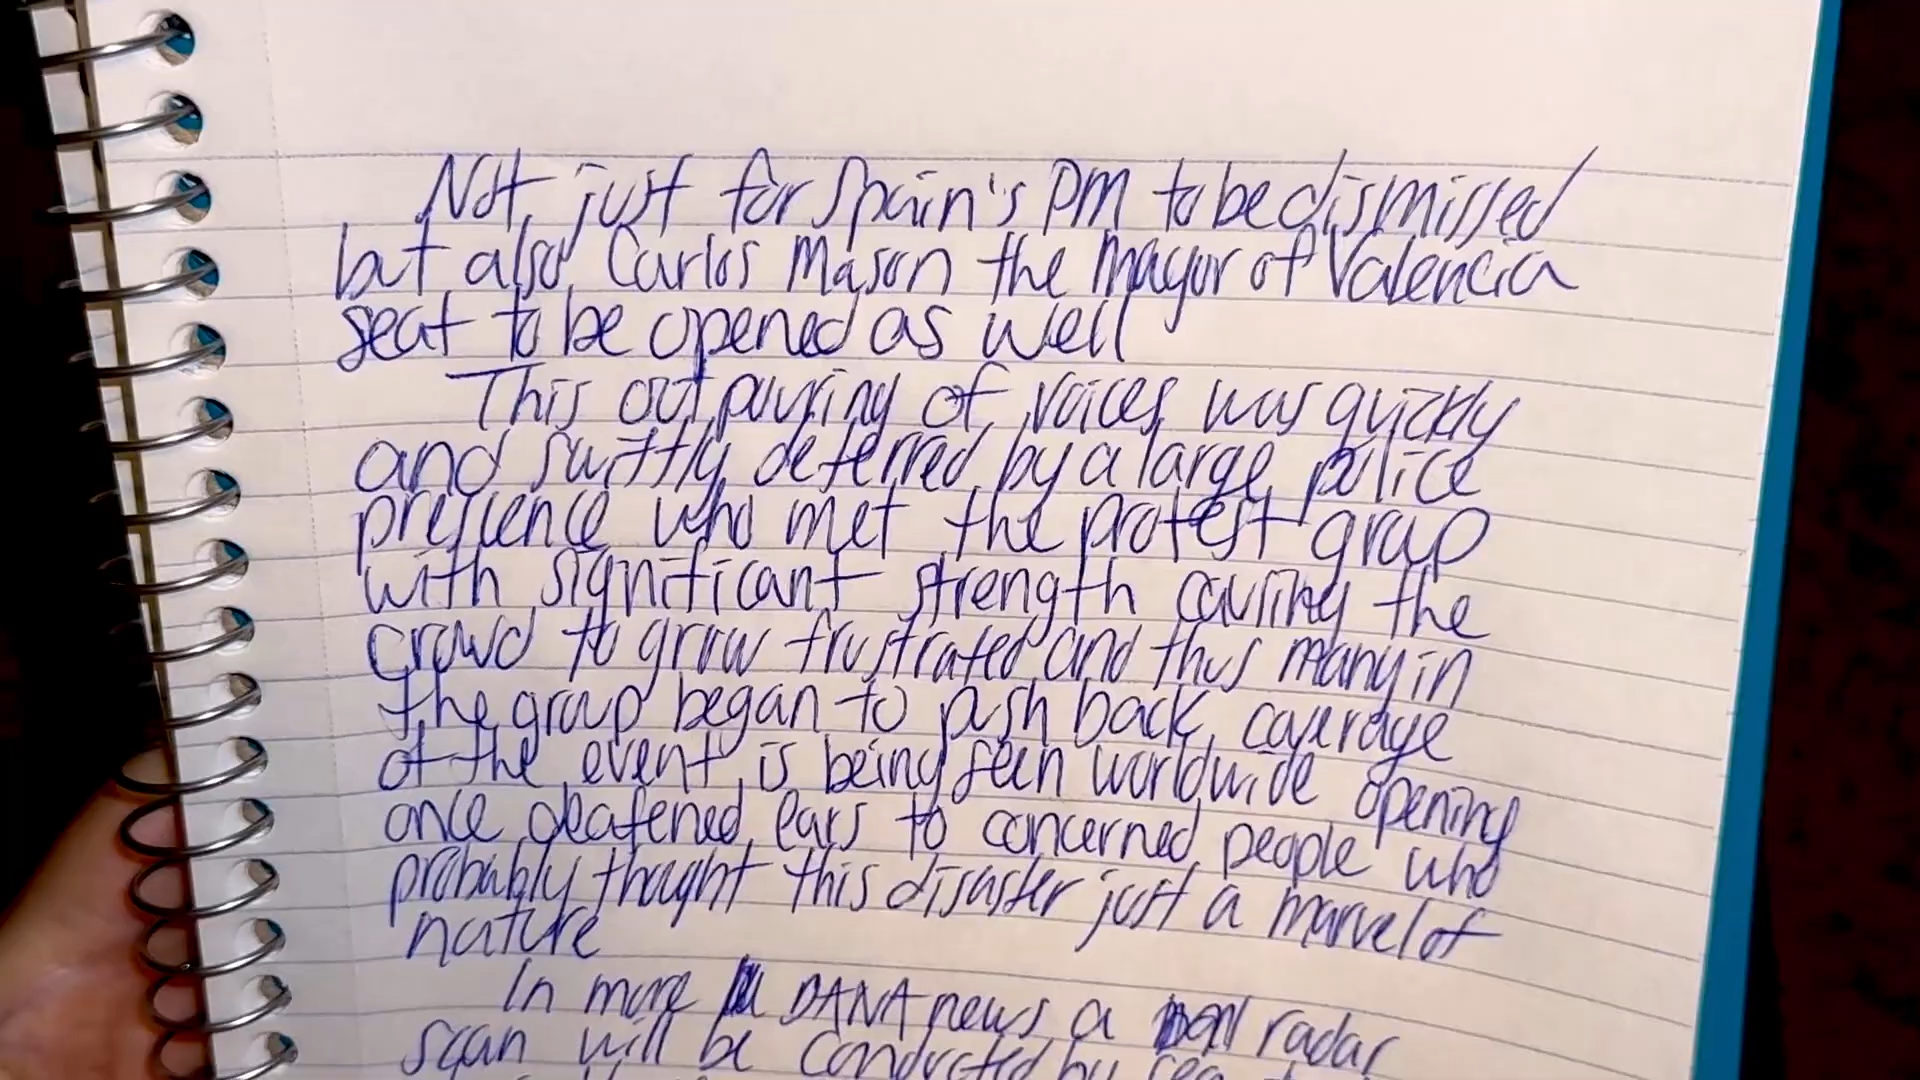 Not just for Spain's PM to be dismissed
but also Carlos Mason the mayor of Valencia
seat to be opened as well
This outpouring of voices was quickly
and swiftly deferred by a large police
prescence who met the protest group
with significant strength causing the
crowd to grow frustrated and thus many in
the group began to push back, coverage
of the event is being seen worldwide opening
once deafened ears to concerned people who
probably thought this disaster just a marvel of
nature
In more DANA news a radar
scan will be conducted by